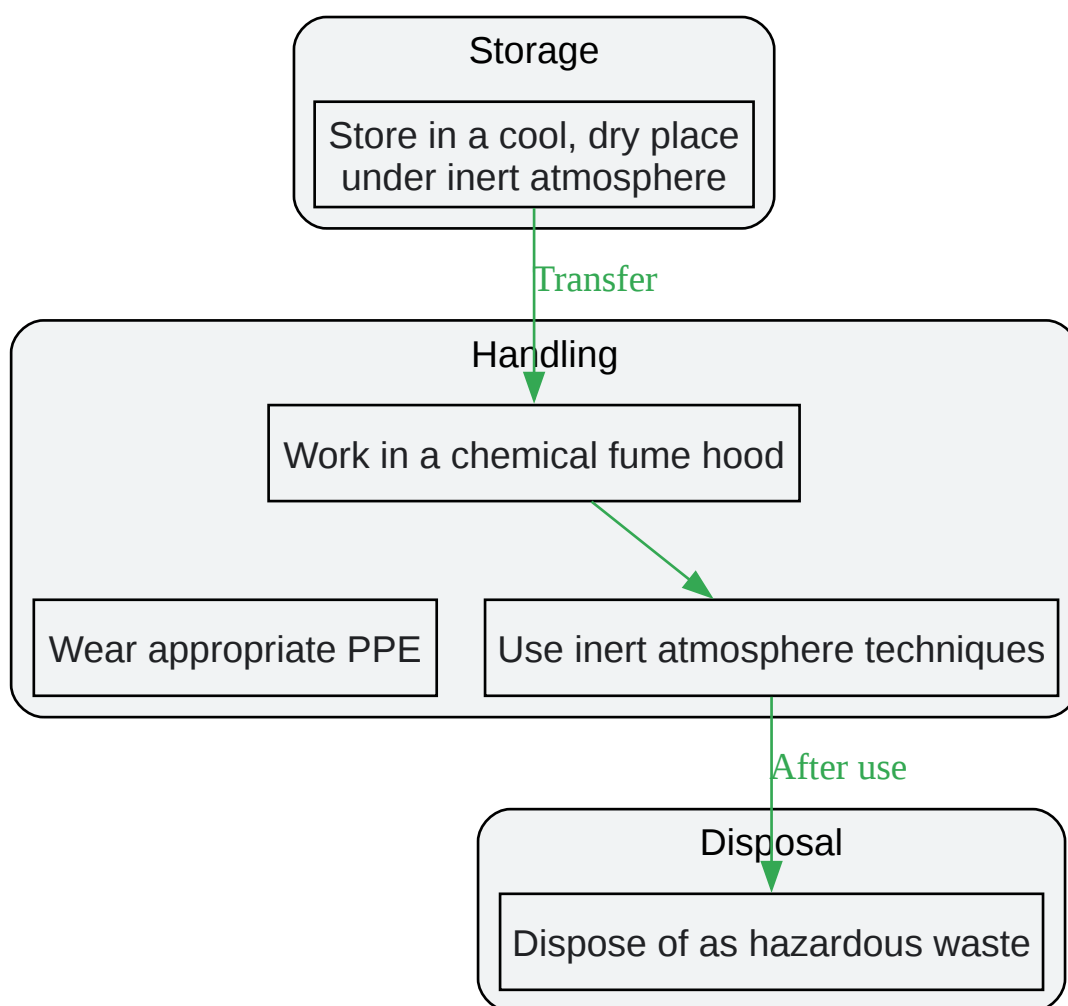 Storage
Store in a cool, dry place
under inert atmosphere
Transfer
Handling
Work in a chemical fume hood
Wear appropriate PPE
Use inert atmosphere techniques
After use
Disposal
Dispose of as hazardous waste